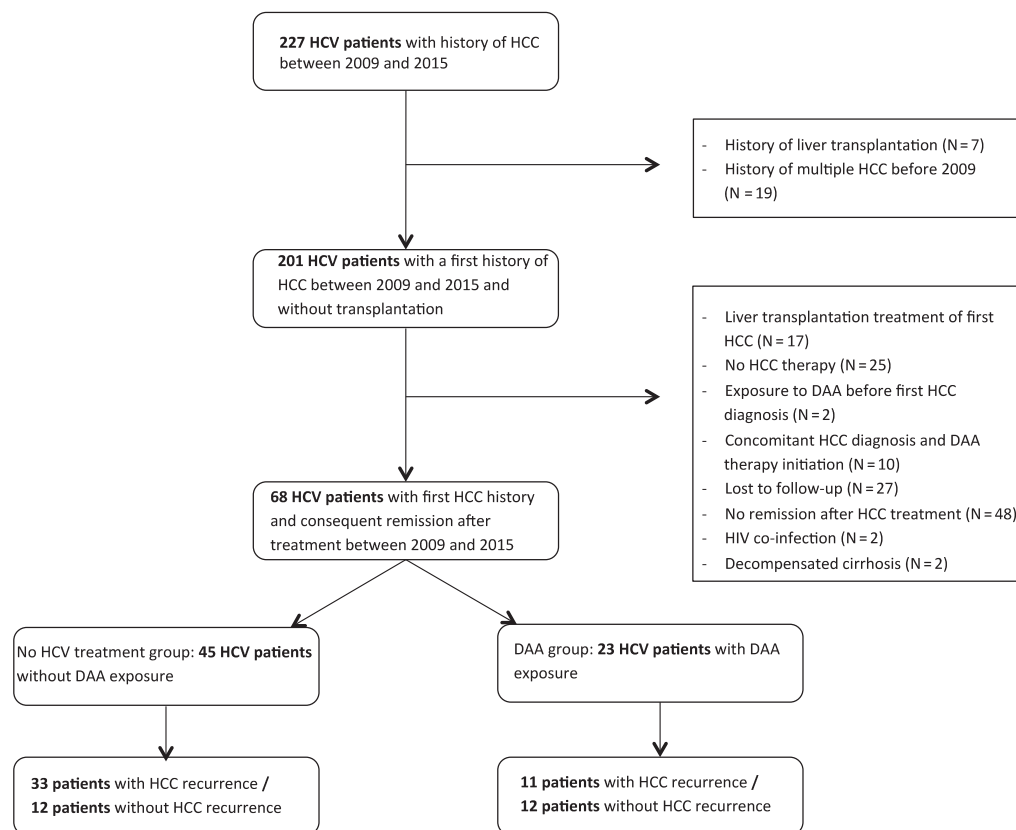 227 HCV patients with history of HCC
between 2009 and 2015
- History of liver transplantation (N = 7)
- History of multiple HCC before 2009
(N = 19)
201 HCV patients with a first history of
HCC between 2009 and 2015 and
without transplantation
- Liver transplantation treatment of first
HCC (N = 17)
- No HCC therapy (N = 25)
- Exposure to DAA before first HCC
diagnosis (N = 2)
- Concomitant HCC diagnosis and DAA
therapy initiation (N = 10)
- Lost to follow-up (N = 27)
- No remission after HCC treatment (N = 48)
- HIV co-infection (N = 2)
- Decompensated cirrhosis (N = 2)
68 HCV patients with first HCC history
and consequent remission after
treatment between 2009 and 2015
No HCV treatment group: 45 HCV patients
without DAA exposure
DAA group: 23 HCV patients with DAA
exposure
33 patients with HCC recurrence /
12 patients without HCC recurrence
11 patients with HCC recurrence /
12 patients without HCC recurrence